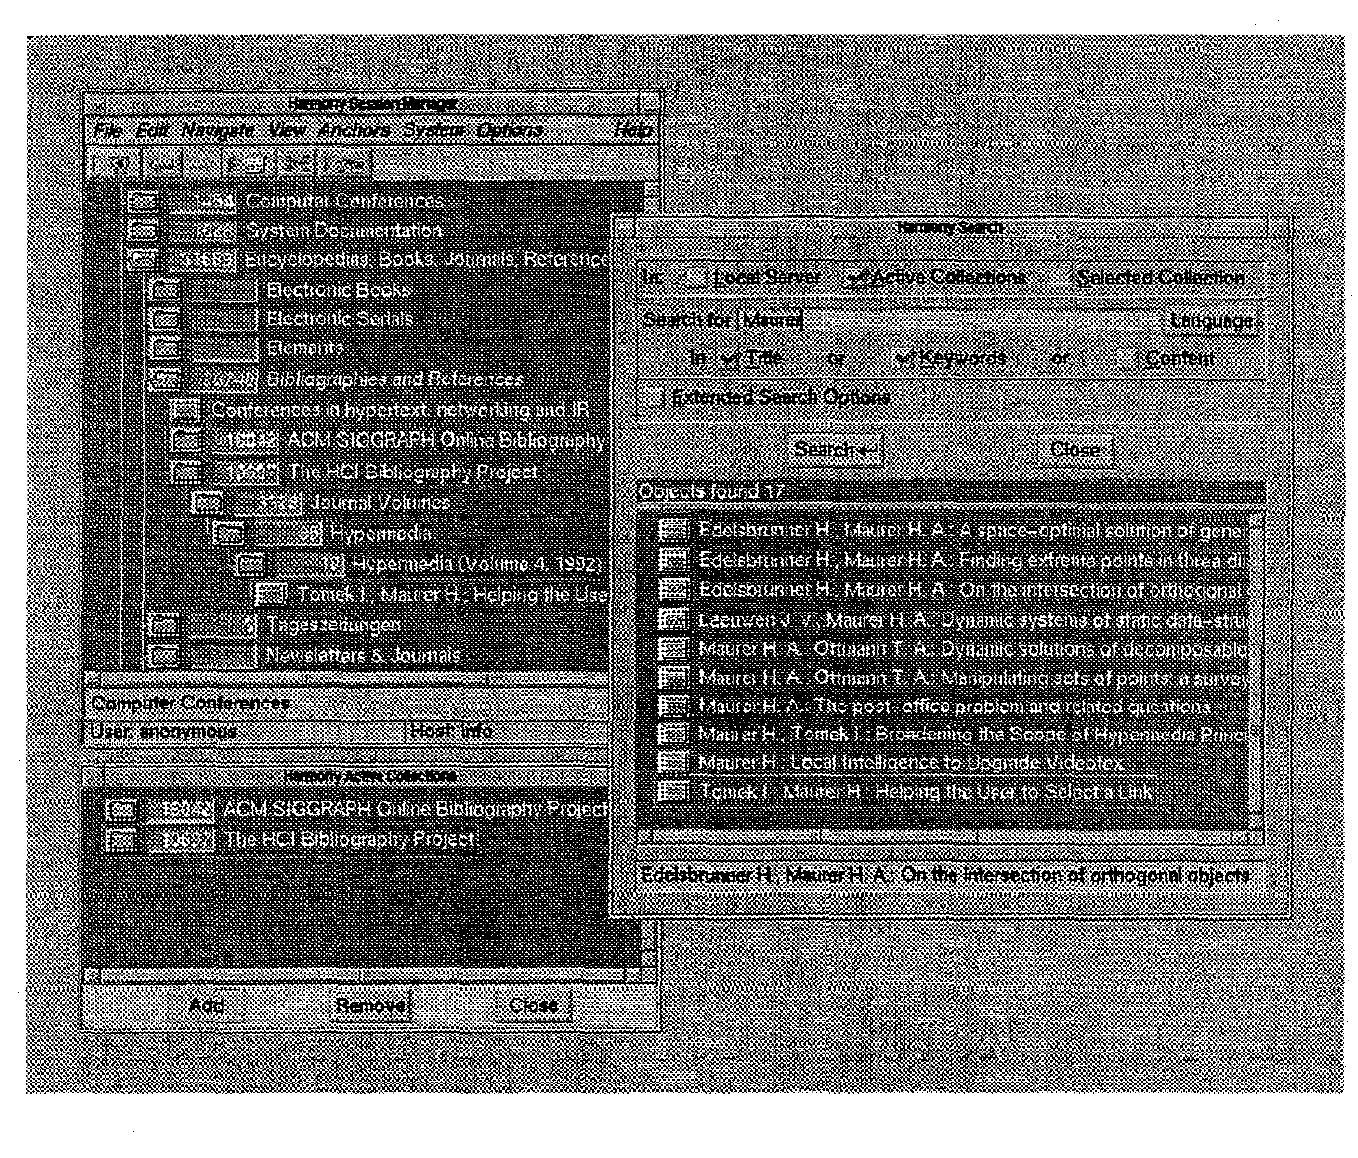 Harmony Session Manager
File Edit Navigate View Anchors System Options Help
Computer Conferences
System Documentation
Encyclopedias, Books, Journals, Reference
Electronic Books
Electronic Serials
Elements
Bibliographies and References
Conferences in hypertext, networking and IR
ACM SIGGRAPH Online Bibliography
The HCI Bibliography Project
Journal Volumes
Hypermedia
Hypermedia (Volume 4, 1992)
Tomek I., Maurer H.: Helping the Use
Tageszeitungen
Newsletters & Journals
Computer Conferences
User: anonymous Host: info
Harmony Active Collections
ACM SIGGRAPH Online Bibliography Project
The HCI Bibliography Project
Add Remove Close
Harmony Search
In: Local Server Active Collections Selected Collection
Search for Maurer Language
In Title or Keywords or Content
Extended Search Options
Search Close
Objects found 17
Edelsbrunner H., Maurer H. A.: A space-optimal solution of gene
Edelsbrunner H., Maurer H. A.: Finding extreme points in three di
Edelsbrunner H., Maurer H. A.: On the intersection of orthogonal
Leeuwen J. V., Maurer H. A.: Dynamic systems of static data-stru
Maurer H. A., Ottmann T. A.: Dynamic solutions of decomposable
Maurer H. A., Ottmann T. A.: Manipulating sets of points: a survey
Maurer H. A.: The post-office problem and related questions
Maurer H., Tomek I.: Broadening the Scope of Hypermedia Princ
Maurer H.: Local Intelligence to Upgrade Videotex
Tomek I., Maurer H.: Helping the User to Select a Link
Edelsbrunner H., Maurer H. A.: On the intersection of orthogonal objects